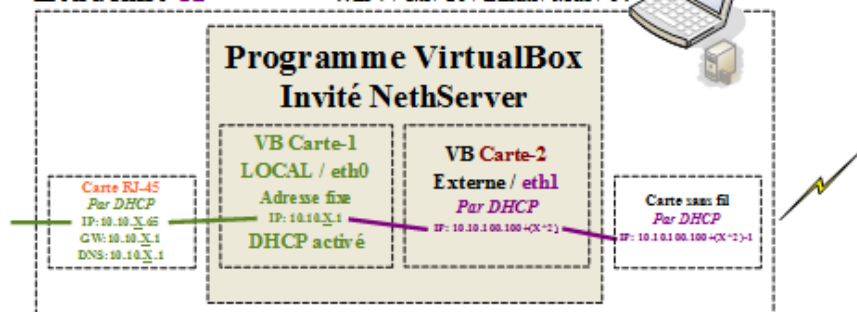 Programme VirtualBox
Invité NethServer
VB Carte-1
LOCAL / eth0
Adresse fixe
IP: 10.10.X.1
DHCP activé
VB Carte-2
Externe / eth1
Par DHCP
IP: 10.10.100.100+(X*2)
Carte RJ-45
Par DHCP
IP: 10.10.X.65
GW: 10.10.X.1
DNS: 10.10.X.1
Carte sans fil
Par DHCP
IP: 10.10.100.100+(X*2)-1